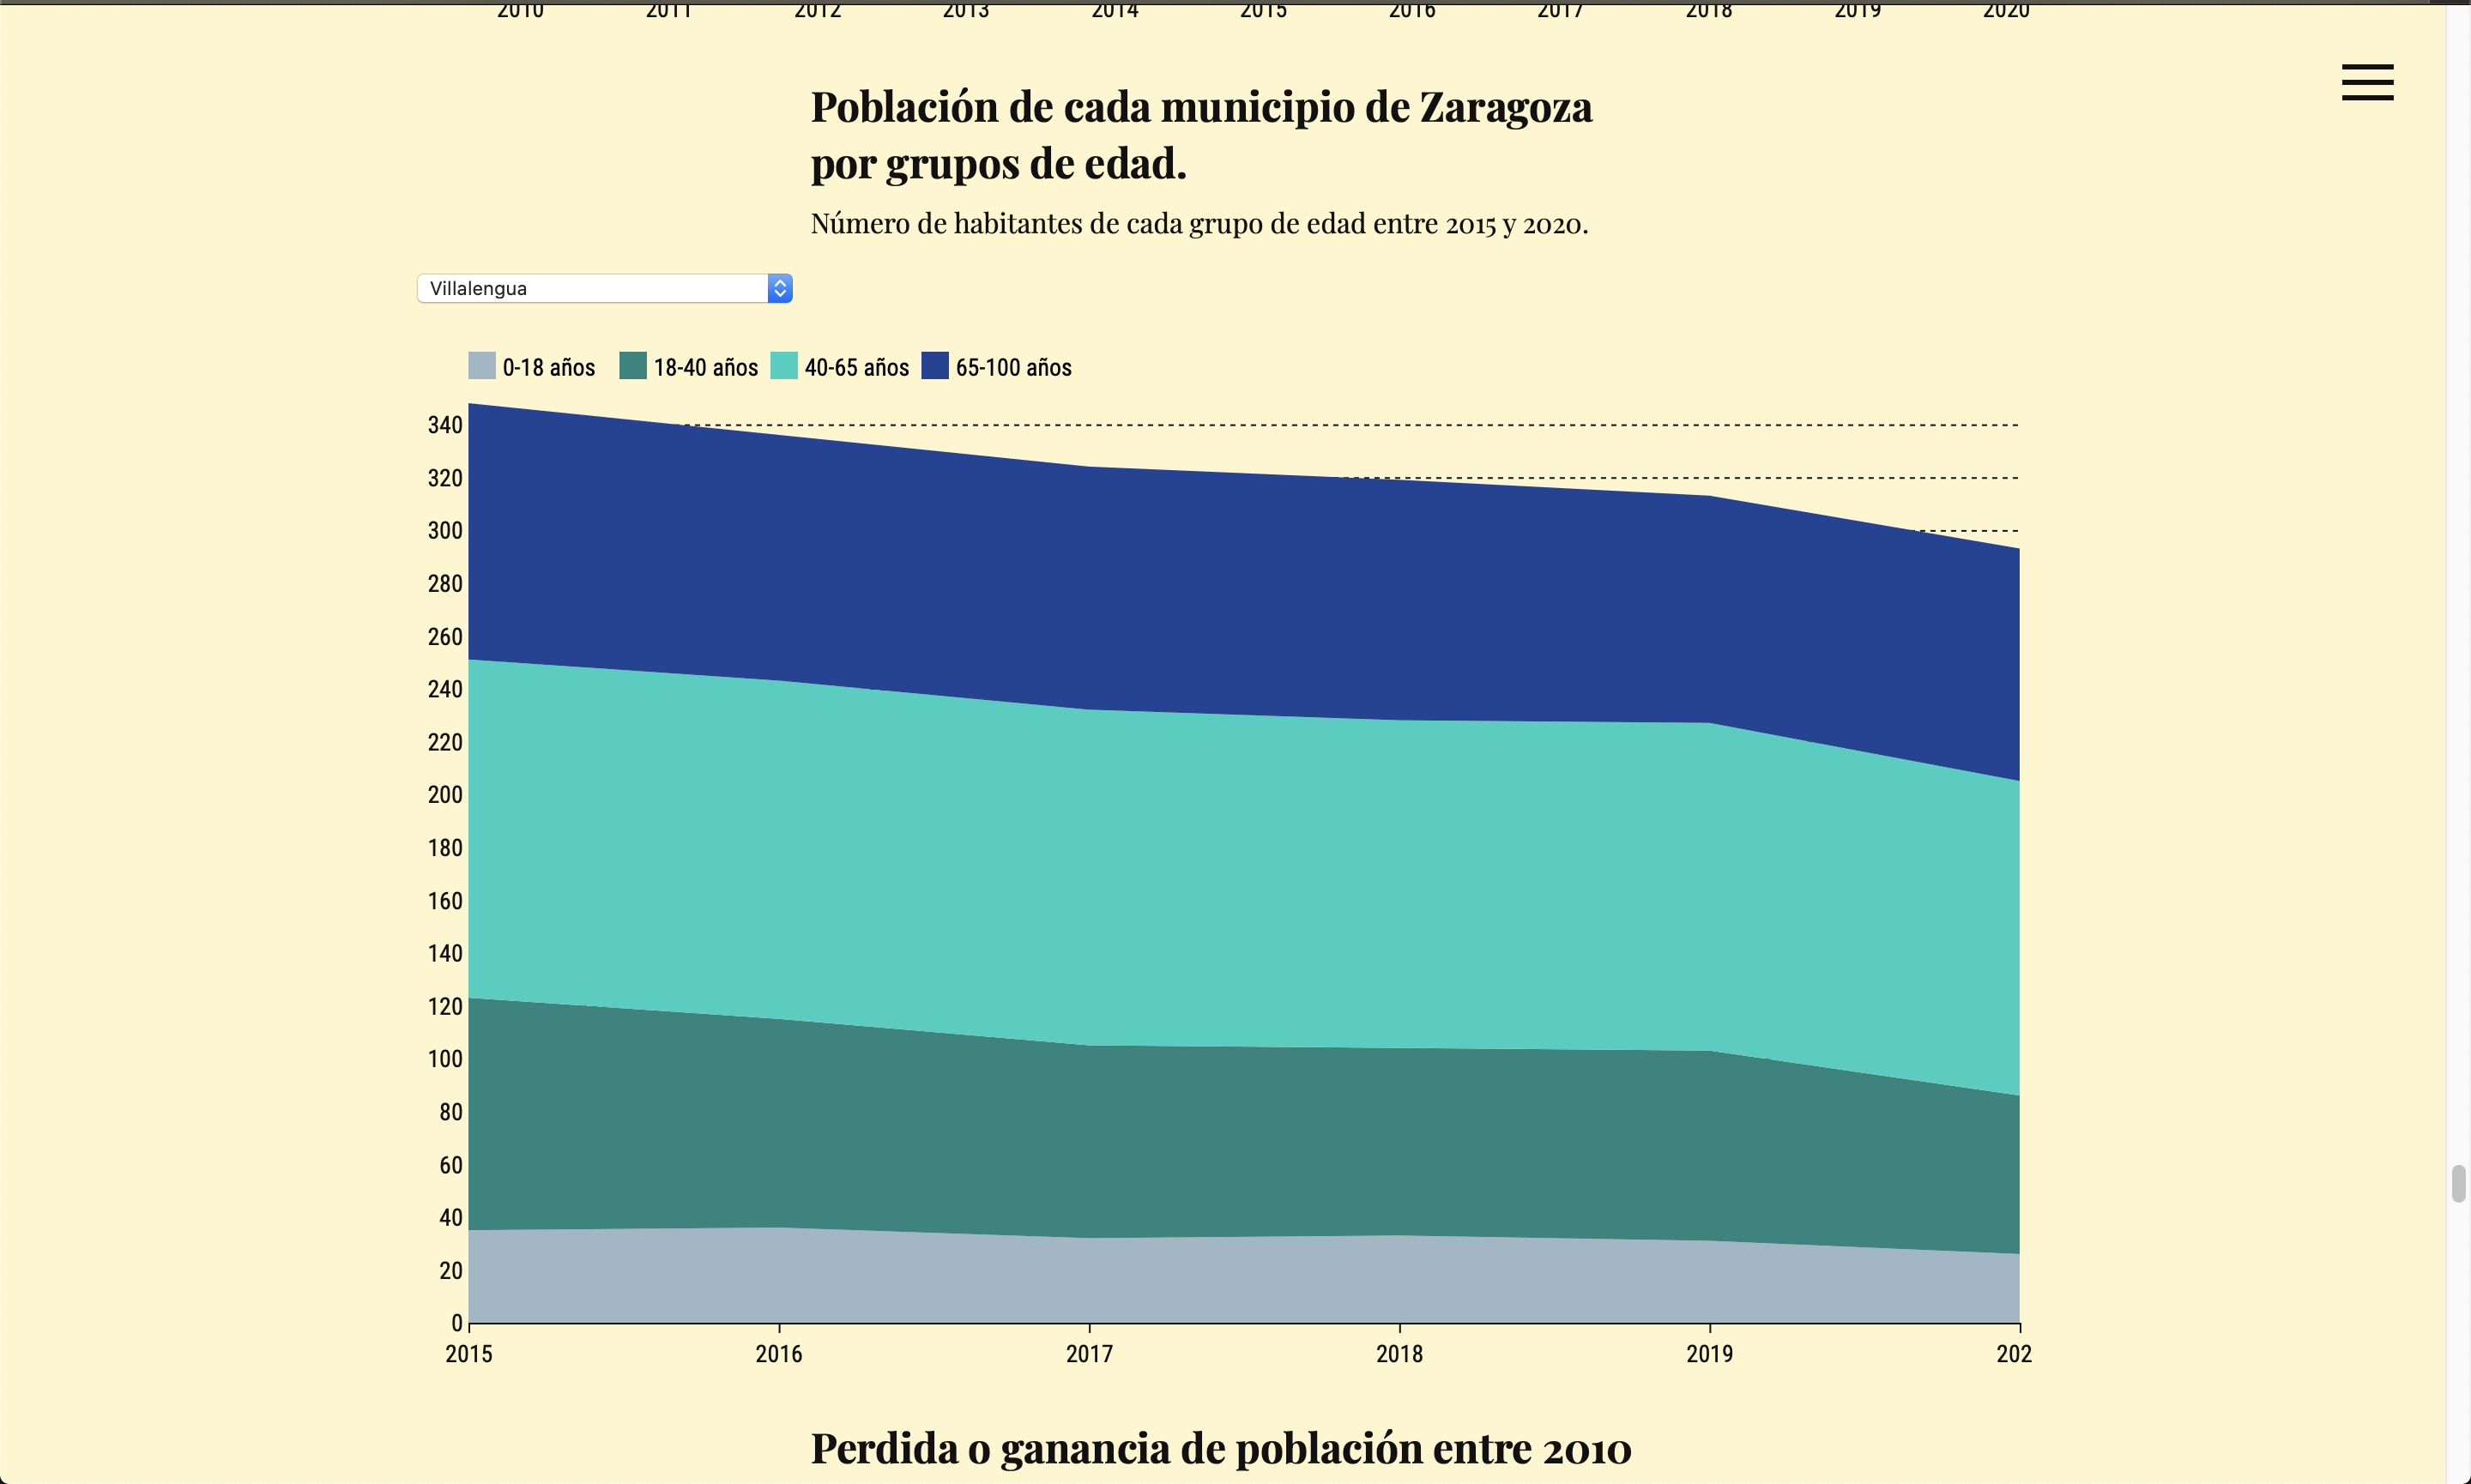 2010 2011 2012 2013 2014 2015 2016 2017 2018 2019 2020
Población de cada municipio de Zaragoza
por grupos de edad.
Número de habitantes de cada grupo de edad entre 2015 y 2020.
Villalengua
0-18 años 18-40 años 40-65 años 65-100 años
340
320
300
280
260
240
220
200
180
160
140
120
100
80
60
40
20
0
2015 2016 2017 2018 2019 202
Perdida o ganancia de población entre 2010